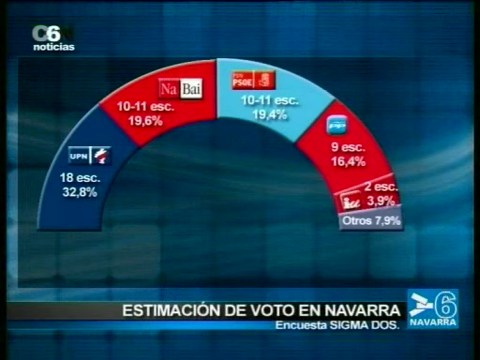 C6N
noticias
Na Bai
10-11 esc.
19,6%
PSN
PSOE
10-11 esc.
19,4%
UPN
18 esc.
32,8%
9 esc.
16,4%
2 esc.
3,9%
Otros 7,9%
ESTIMACIÓN DE VOTO EN NAVARRA
Encuesta SIGMA DOS.
6
NAVARRA